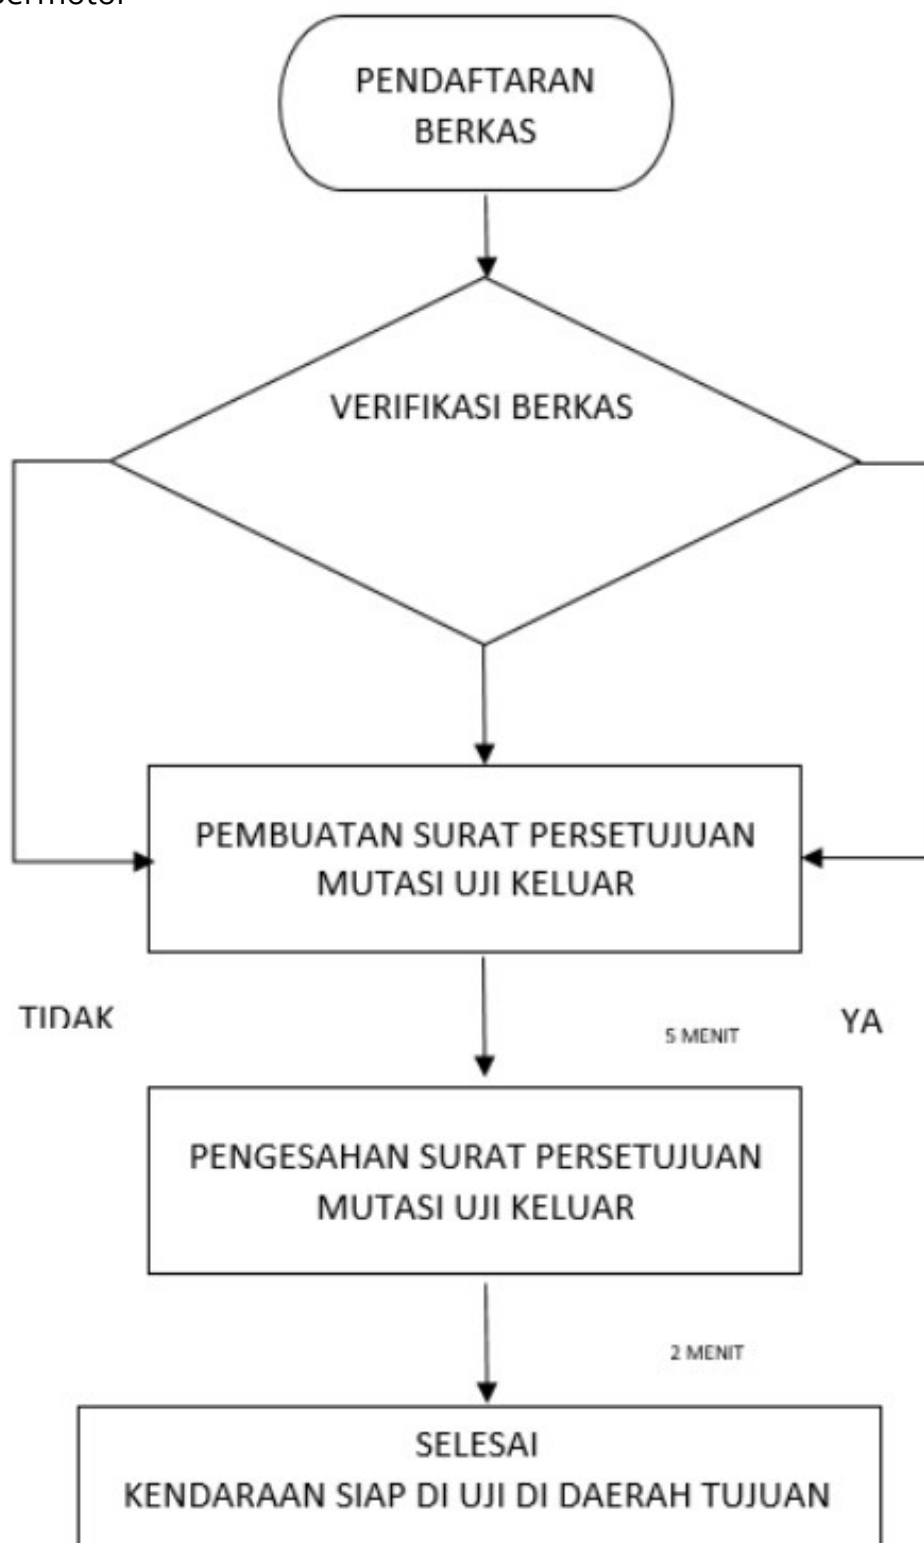 PENDAFTARAN
BERKAS
VERIFIKASI BERKAS
PEMBUATAN SURAT PERSETUJUAN
MUTASI UJI KELUAR
TIDAK
5 MENIT
YA
PENGESAHAN SURAT PERSETUJUAN
MUTASI UJI KELUAR
2 MENIT
SELESAI
KENDARAAN SIAP DI UJI DI DAERAH TUJUAN